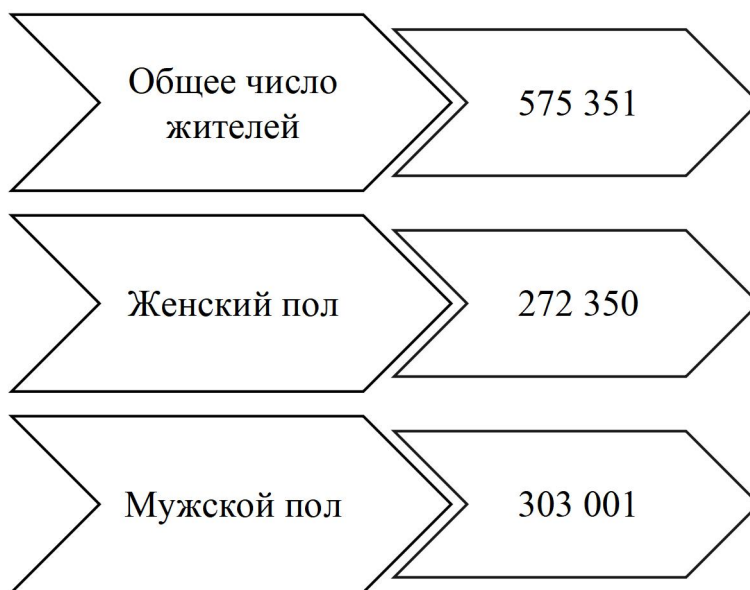 Общее число
жителей
575 351
Женский пол
272 350
Мужской пол
303 001